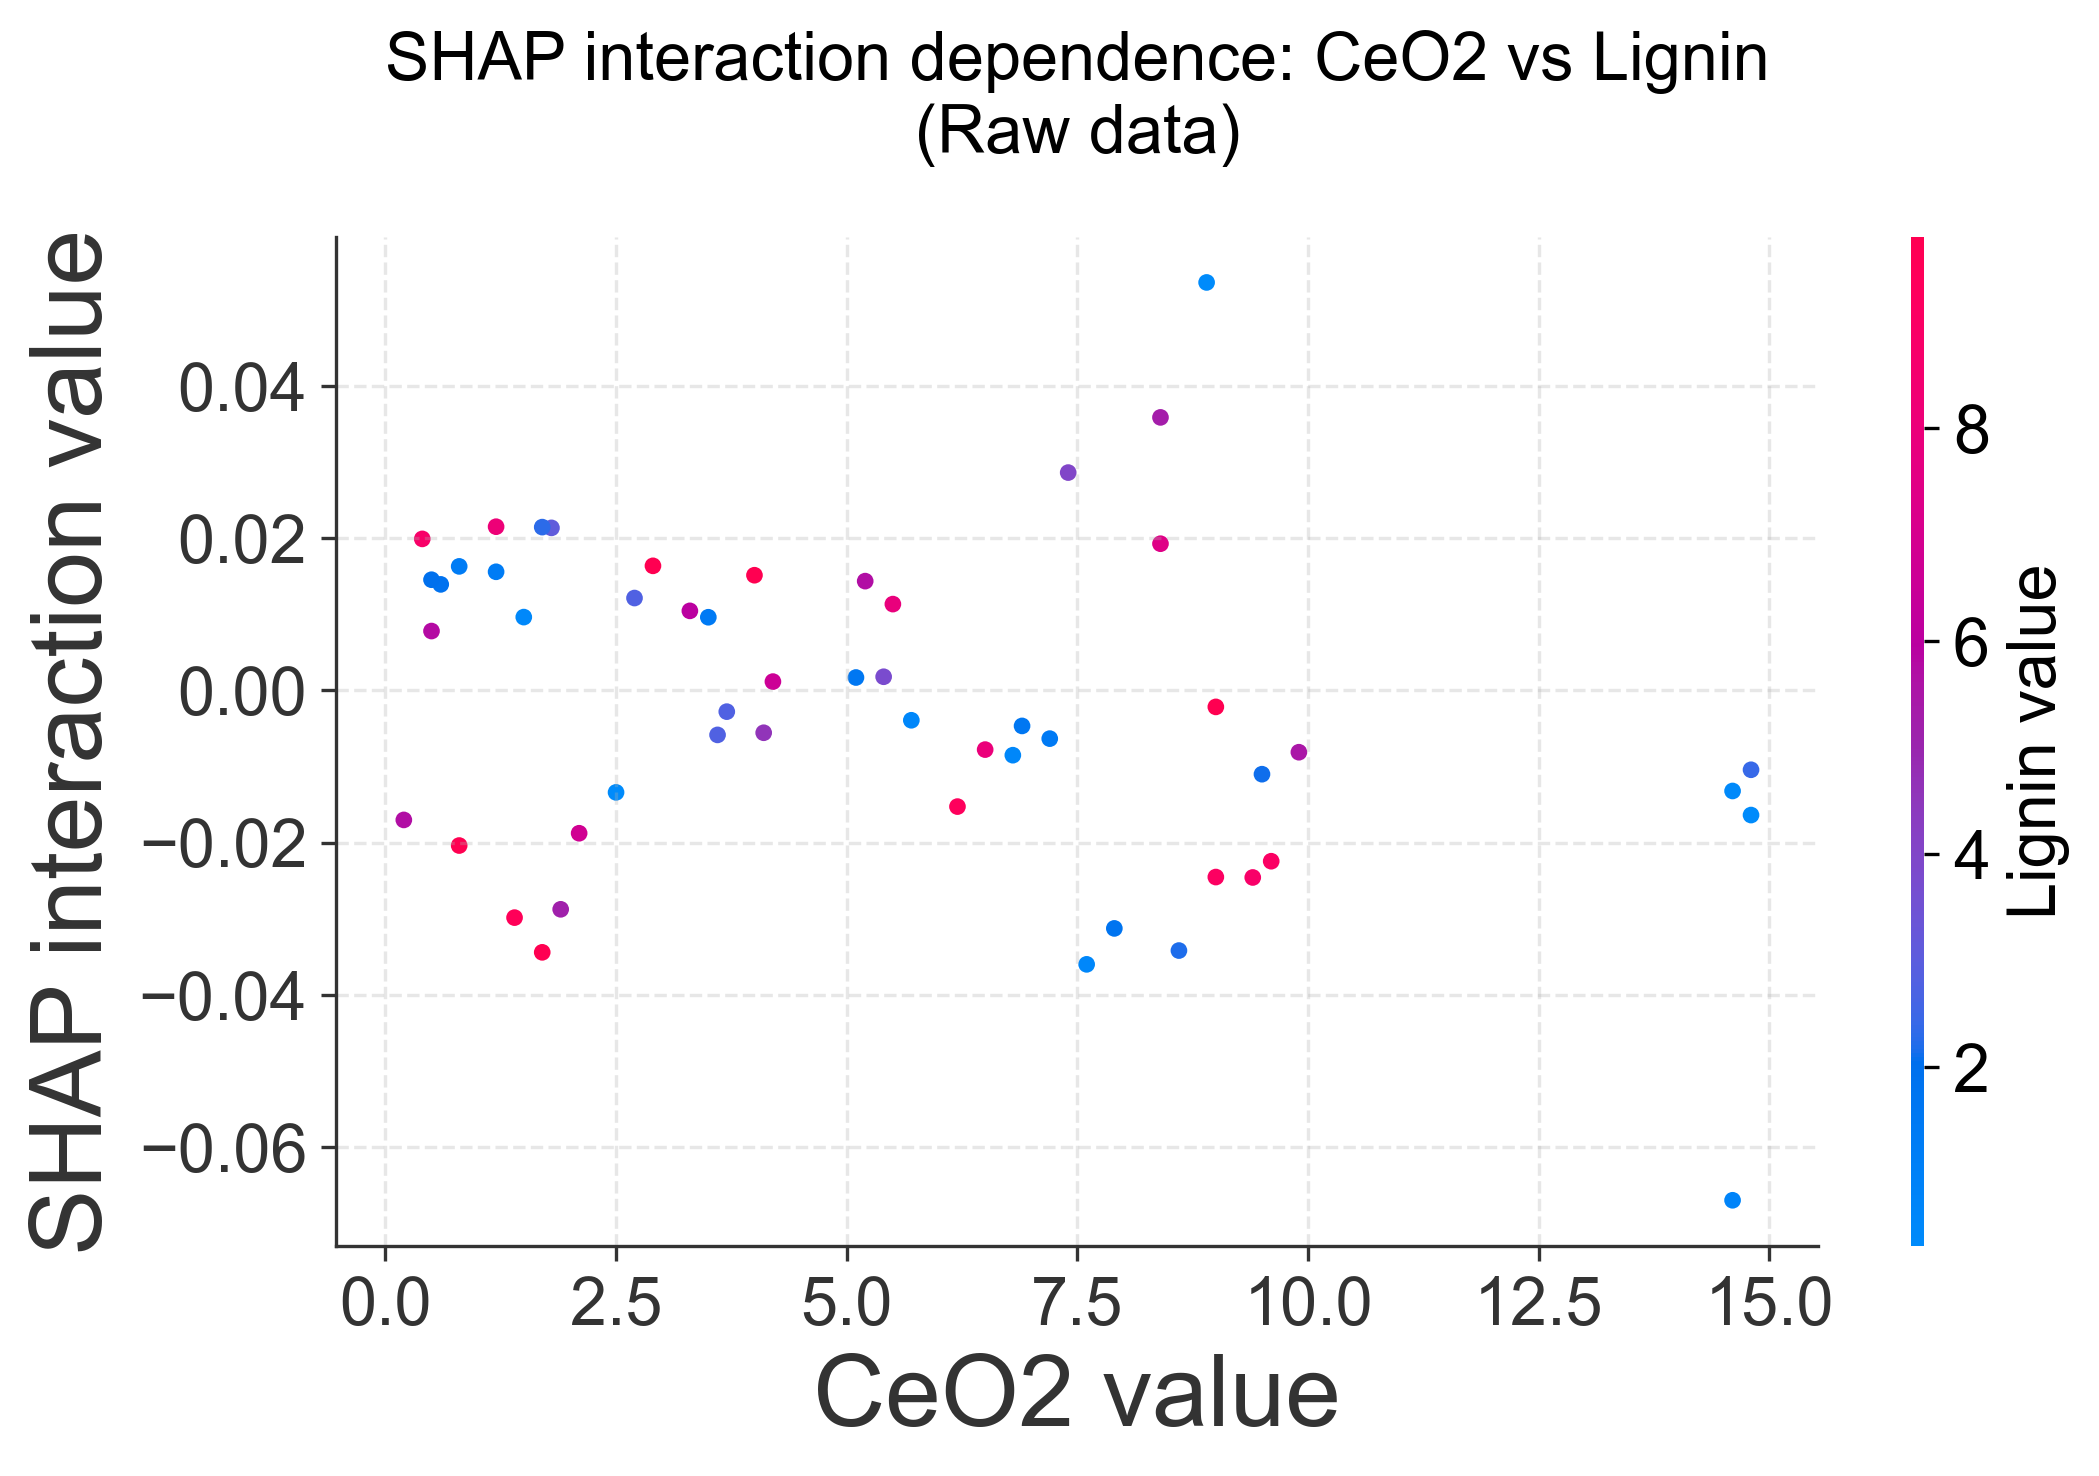 SHAP interaction dependence: CeO2 vs Lignin
(Raw data)
SHAP interaction value
0.04
0.02
0.00
−0.02
−0.04
−0.06
0.0 2.5 5.0 7.5 10.0 12.5 15.0
CeO2 value
8
6
4
2
Lignin value